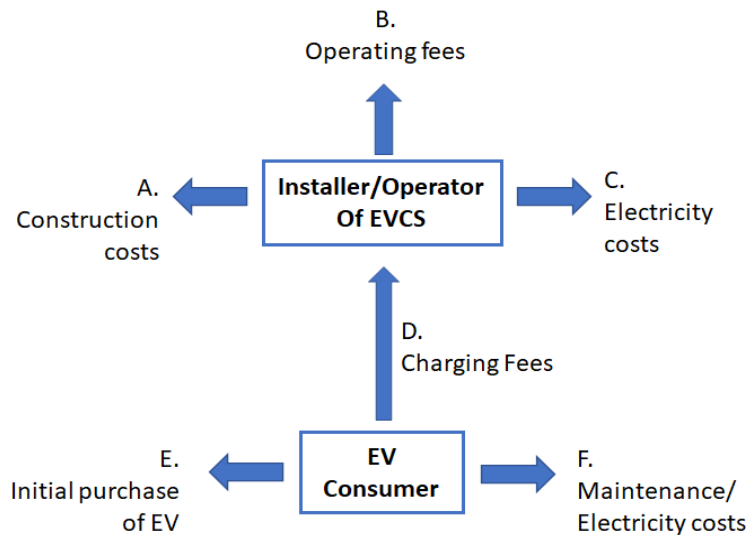 B.
Operating fees
A.
Construction
costs
Installer/Operator
Of EVCS
C.
Electricity
costs
D.
Charging Fees
E.
Initial purchase
of EV
EV
Consumer
F.
Maintenance/
Electricity costs